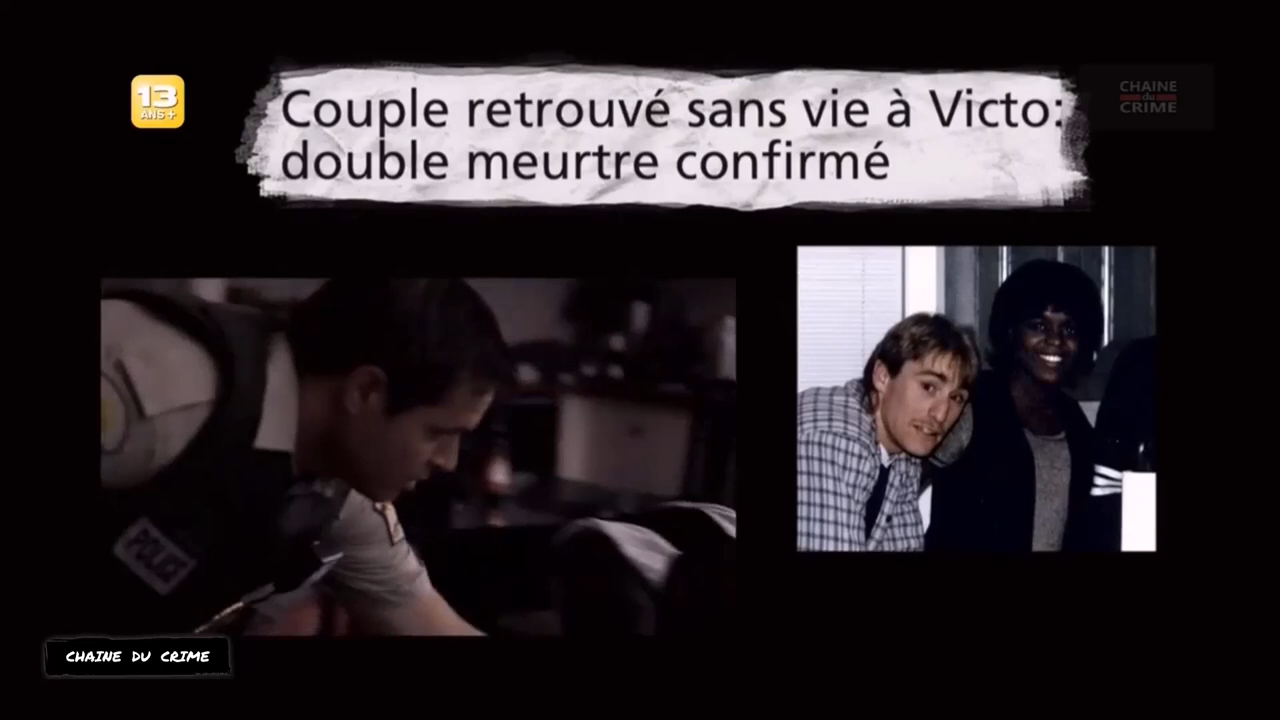 13
ANS +
Couple retrouvé sans vie à Victo:
double meurtre confirmé
CHAINE
du
CRIME
POLICE
CHAINE DU CRIME